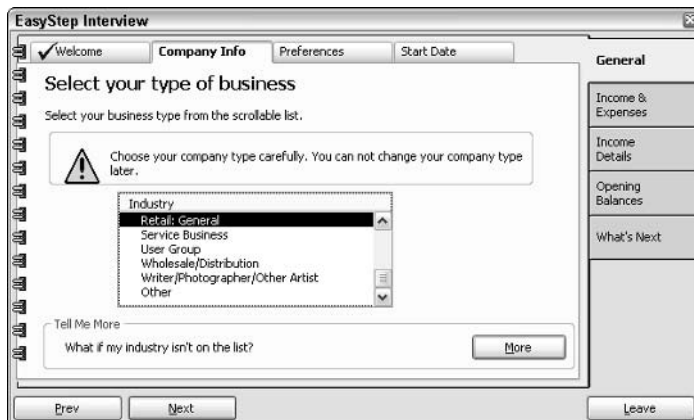 EasyStep Interview
Welcome
Company Info
Preferences
Start Date
Select your type of business
Select your business type from the scrollable list.
Choose your company type carefully. You can not change your company type
later.
Industry
Retail: General
Service Business
User Group
Wholesale/Distribution
Writer/Photographer/Other Artist
Other
Tell Me More
What if my industry isn't on the list?
More
General
Income &
Expenses
Income
Details
Opening
Balances
What's Next
Prev
Next
Leave